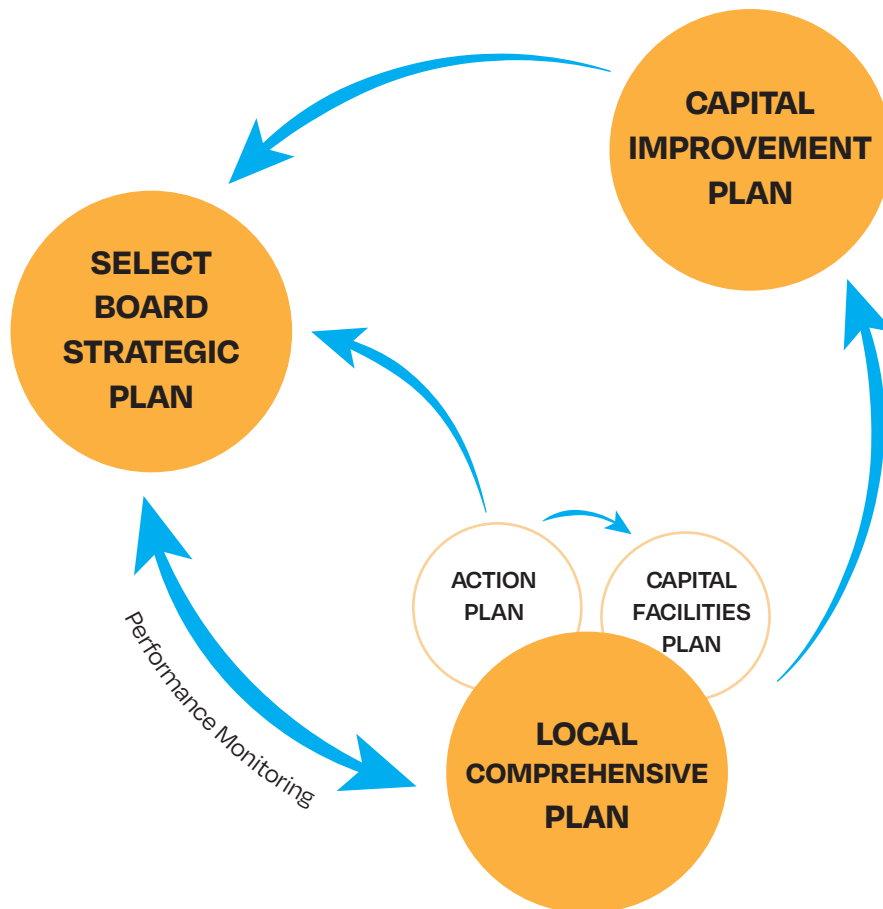 CAPITAL
IMPROVEMENT
PLAN
SELECT
BOARD
STRATEGIC
PLAN
ACTION
PLAN
CAPITAL
FACILITIES
PLAN
Performance Monitoring
LOCAL
COMPREHENSIVE
PLAN